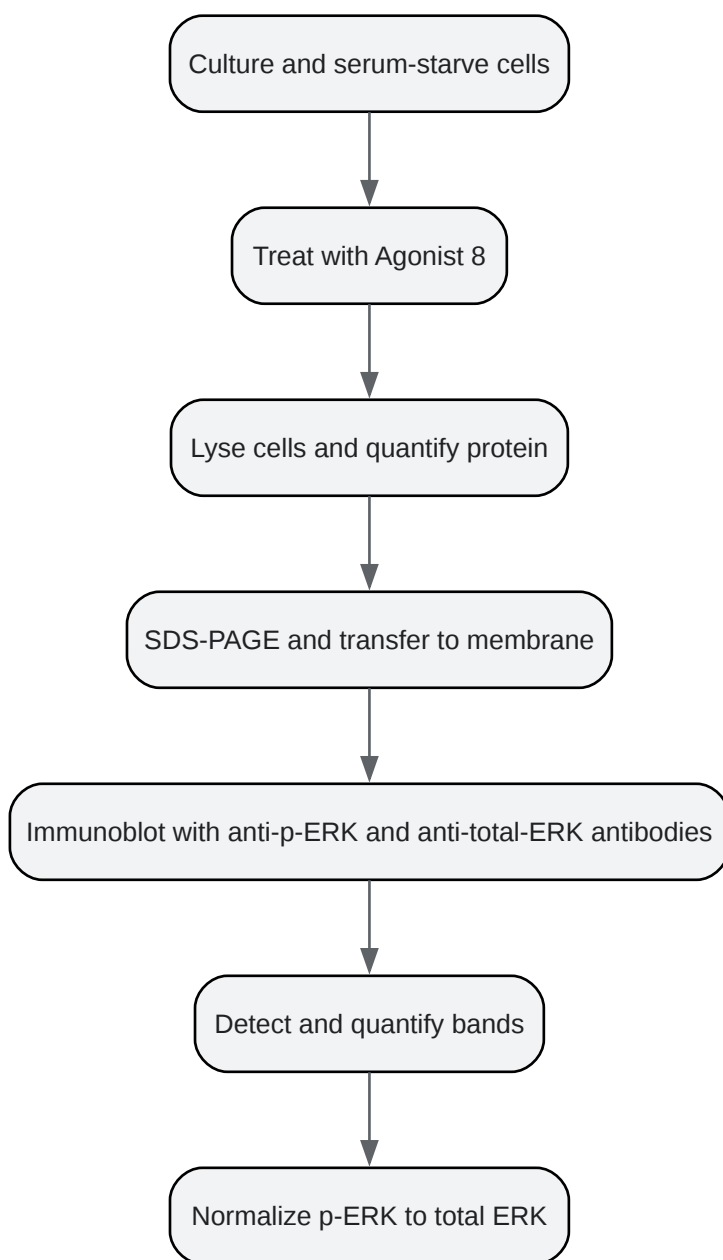 Culture and serum-starve cells
Treat with Agonist 8
Lyse cells and quantify protein
SDS-PAGE and transfer to membrane
Immunoblot with anti-p-ERK and anti-total-ERK antibodies
Detect and quantify bands
Normalize p-ERK to total ERK